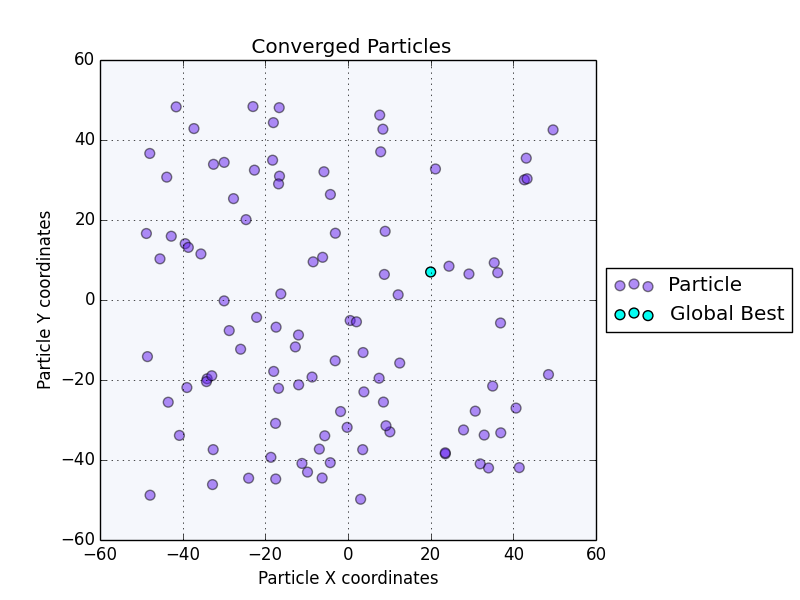 Converged Particles
60
40
20
0
−20
−40
−60
−60 −40 −20 0 20 40 60
Particle Y coordinates
Particle X coordinates
Particle
Global Best